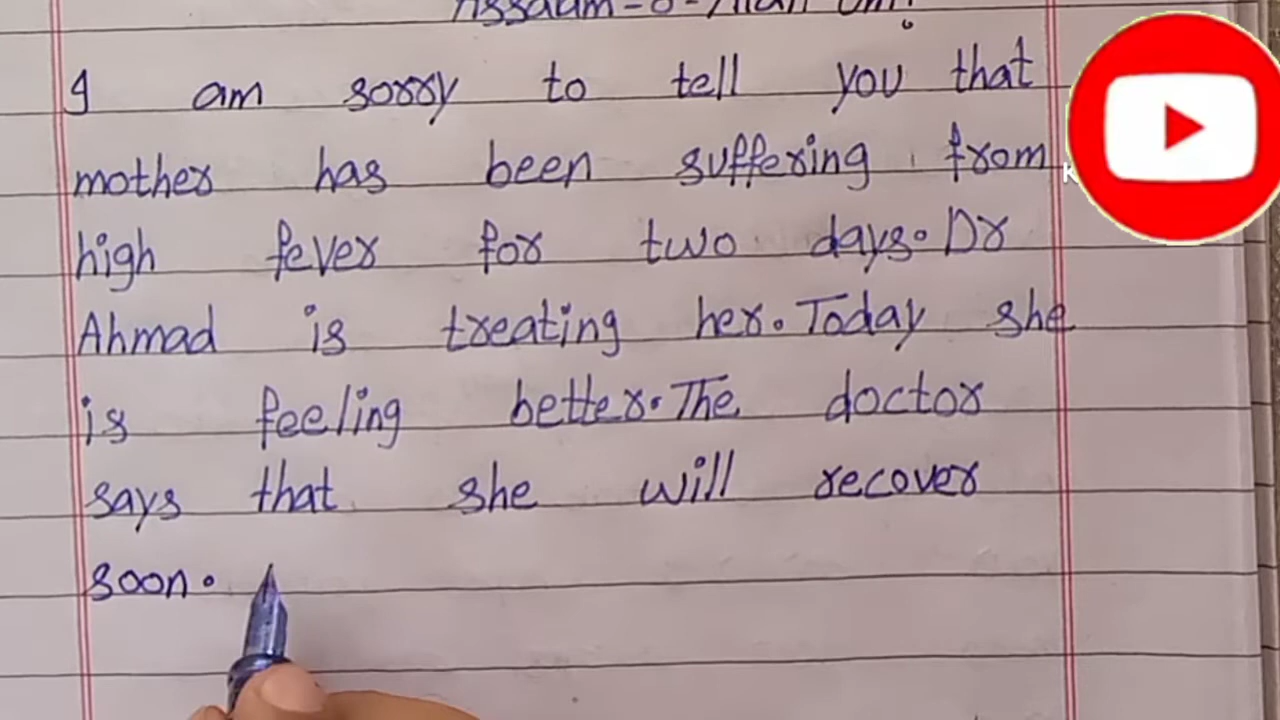 I am sorry to tell you that
mother has been suffering from
high fever for two days. Dr
Ahmad is treating her. Today she
is feeling better. The doctor
says that she will recover
soon.